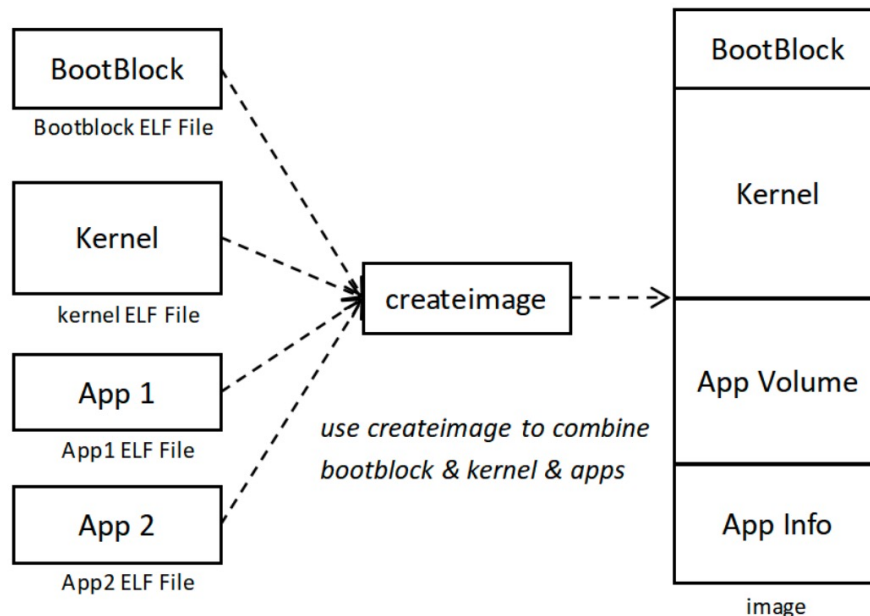 BootBlock
Bootblock ELF File
Kernel
kernel ELF File
App 1
App1 ELF File
App 2
App2 ELF File
createimage
use createimage to combine
bootblock & kernel & apps
BootBlock
Kernel
App Volume
App Info
image